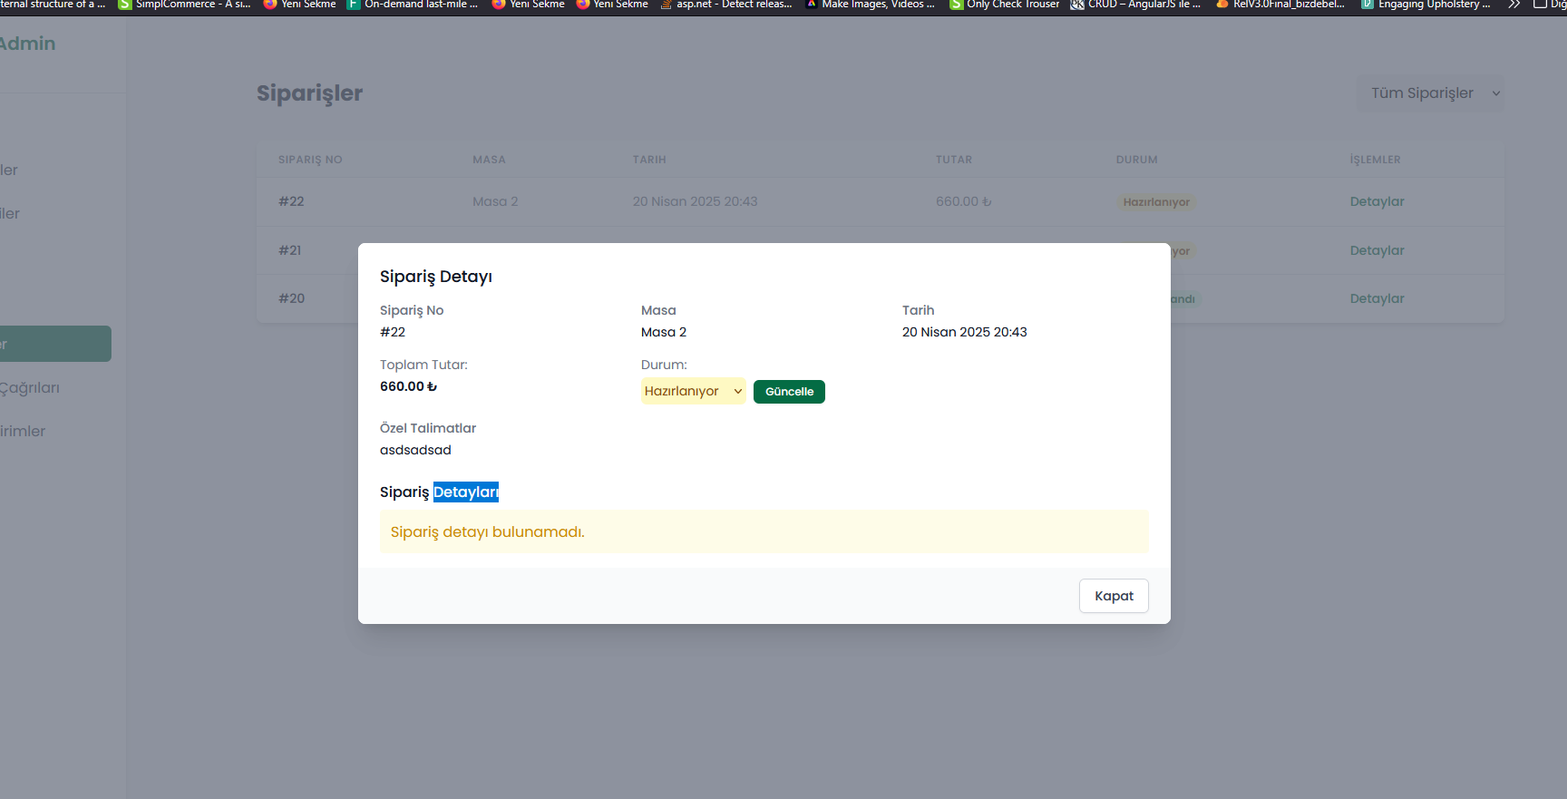 ternal structure of a ... SimplCommerce - A si... Yeni Sekme On-demand last-mile ... Yeni Sekme Yeni Sekme asp.net - Detect releas... Make Images, Videos ... Only Check Trouser CRUD – AngularJS ile ... RelV3.0Final_bizdebel... Engaging Upholstery ... Diğ
Admin
Siparişler
Tüm Siparişler
SIPARIŞ NO MASA TARIH TUTAR DURUM İŞLEMLER
ler
#22 Masa 2 20 Nisan 2025 20:43 660.00 ₺ Hazırlanıyor Detaylar
iler
#21 yor Detaylar
#20 andı Detaylar
er
Çağrıları
irimler
Sipariş Detayı
Sipariş No Masa Tarih
#22 Masa 2 20 Nisan 2025 20:43
Toplam Tutar: Durum:
660.00 ₺ Hazırlanıyor Güncelle
Özel Talimatlar
asdsadsad
Sipariş Detayları
Sipariş detayı bulunamadı.
Kapat